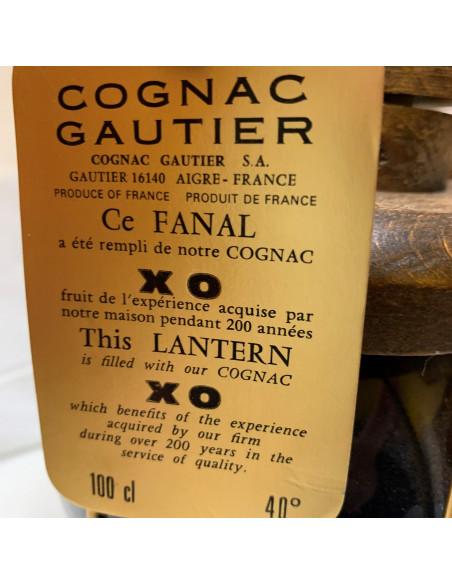 COGNAC
GAUTIER
COGNAC GAUTIER S.A.
GAUTIER 16140 AIGRE-FRANCE
PRODUCE OF FRANCE PRODUIT DE FRANCE
Ce FANAL
a été rempli de notre COGNAC
XO
fruit de l'expérience acquise par
notre maison pendant 200 années
This LANTERN
is filled with our COGNAC
XO
which benefits of the experience
acquired by our firm
during over 200 years in the
service of quality.
100 cl 40°